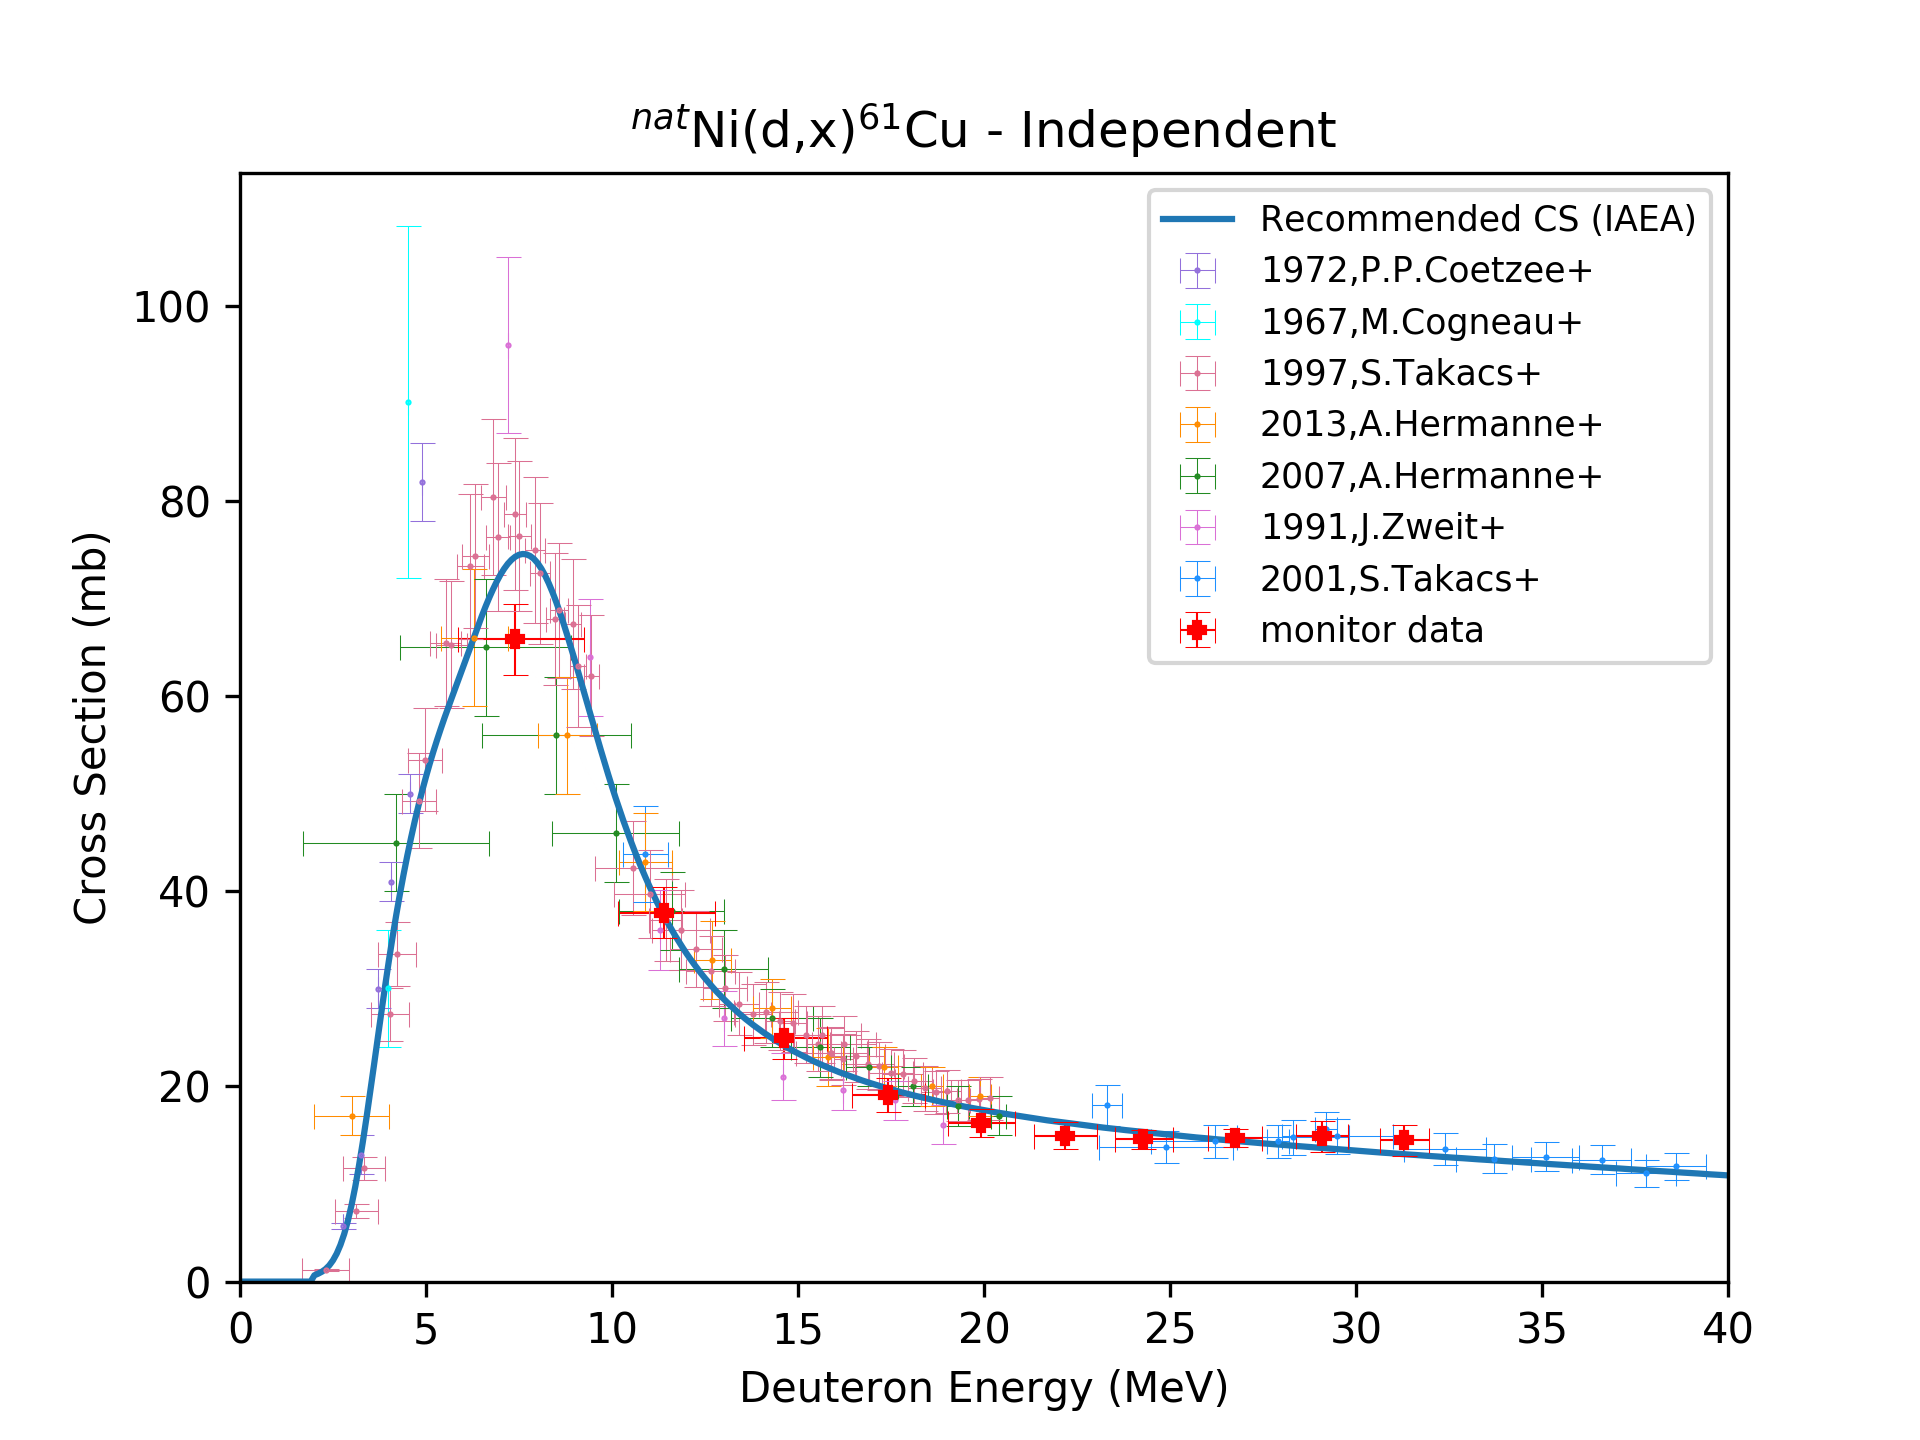 natNi(d,x)61Cu - Independent
Recommended CS (IAEA)
1972,P.P.Coetzee+
1967,M.Cogneau+
1997,S.Takacs+
2013,A.Hermanne+
2007,A.Hermanne+
1991,J.Zweit+
2001,S.Takacs+
monitor data
Cross Section (mb)
100
80
60
40
20
0
0 5 10 15 20 25 30 35 40
Deuteron Energy (MeV)